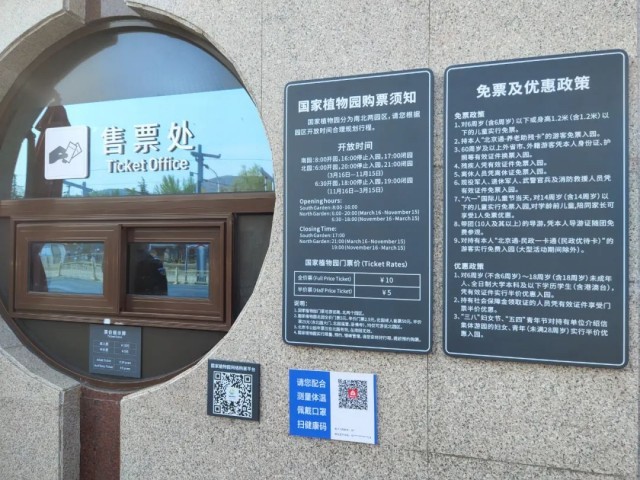 售票处
Ticket Office
国家植物园购票须知
国家植物园分为南北两园区,请您根据
园区开放时间合理规划行程。
开放时间
南园:6:00开园,16:00停止入园,17:00闭园
北园:6:00开园,20:00停止入园,21:00闭园
(3月16日—11月15日)
6:30开园,18:00停止入园,19:00闭园
(11月16日—3月15日)
Opening hours:
South Garden: 8:00-16:00
North Garden: 6:00-20:00 (March 16 - November 15)
6:30-18:00 (November 16 - March 15)
Closing Time:
South Garden: 17:00
North Garden: 21:00 (March 16 - November 15)
19:00 (November 16 - March 15)
国家植物园门票价 (Ticket Rates)
全价票 (Full Price Ticket) ¥10
半价票 (Half Price Ticket) ¥5
说明:
免票及优惠政策
免票政策
1、对6周岁(含6周岁)以下或身高1.2米(含1.2米)以
下的儿童实行免票。
2、持本人“北京通-养老助残卡”的游客免票入园。
3、60周岁及以上外省市、外籍游客凭本人身份证、护
照等有效证件换票入园。
4、残疾人凭有效证件免票入园。
5、离休人员凭离休证免票入园。
6、现役军人、退休军人、武警官兵及消防救援人员凭
有效证件免票入园。
7、“六一”国际儿童节当天,对14周岁(含14周岁)以
下的儿童实行免票入园,对学龄前儿童,陪同家长可
享受1人免票优惠。
8、带团(10人及其以上)的导游,凭本人导游证随团免
费参观。
9、对持有本人“北京通-民政一卡通(民政优待卡)”的
游客实行免费入园(大型活动期间除外)。
优惠政策
1、对6周岁(不含6周岁)~18周岁(含18周岁)未成年
人、全日制大学本科及以下学历学生(含港澳台),
凭有效证件实行半价优惠入园。
2、持有社会保障金领取证的人员凭有效证件享受门
票半价优惠。
3、“三八”妇女节、“五四”青年节对持有单位介绍信
集体游园的妇女、青年(未满28周岁)实行半价优
惠入园。
国家植物园网络购票平台
请您配合
测量体温
佩戴口罩
扫健康码